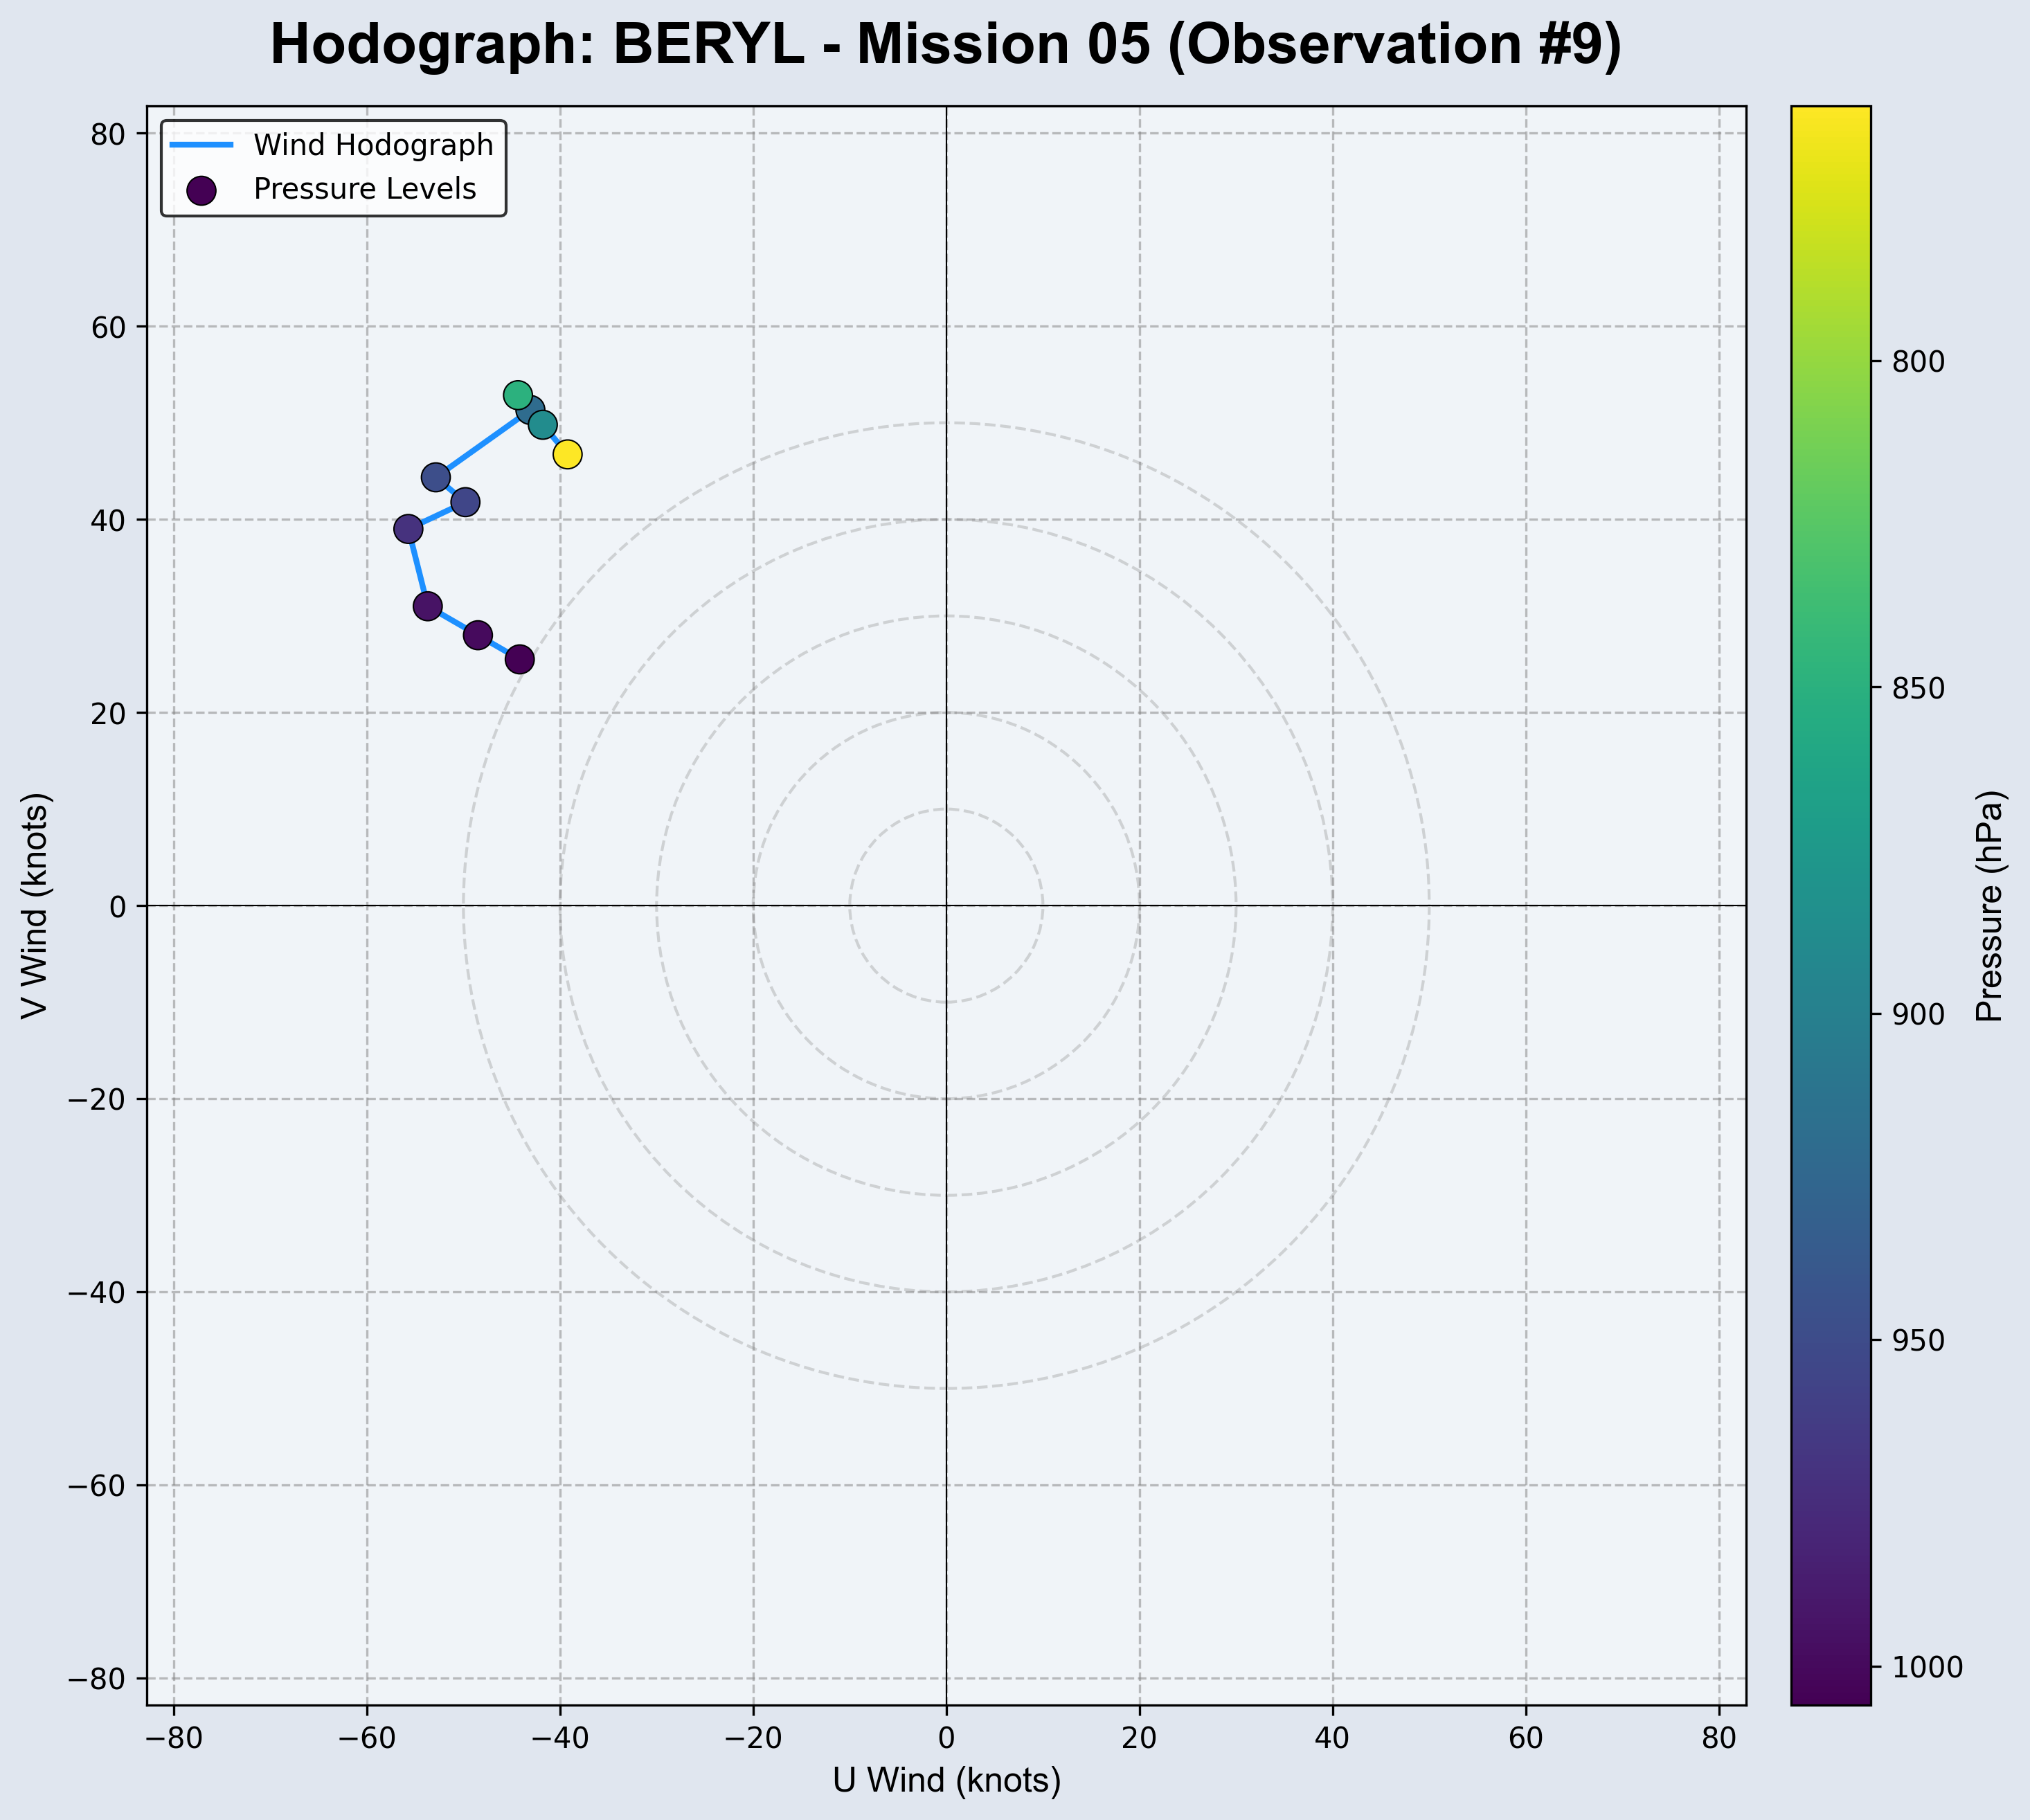 Hodograph: BERYL - Mission 05 (Observation #9)
Wind Hodograph
Pressure Levels
80
60
40
20
0
−20
−40
−60
−80
V Wind (knots)
−80 −60 −40 −20 0 20 40 60 80
U Wind (knots)
800
850
900
950
1000
Pressure (hPa)